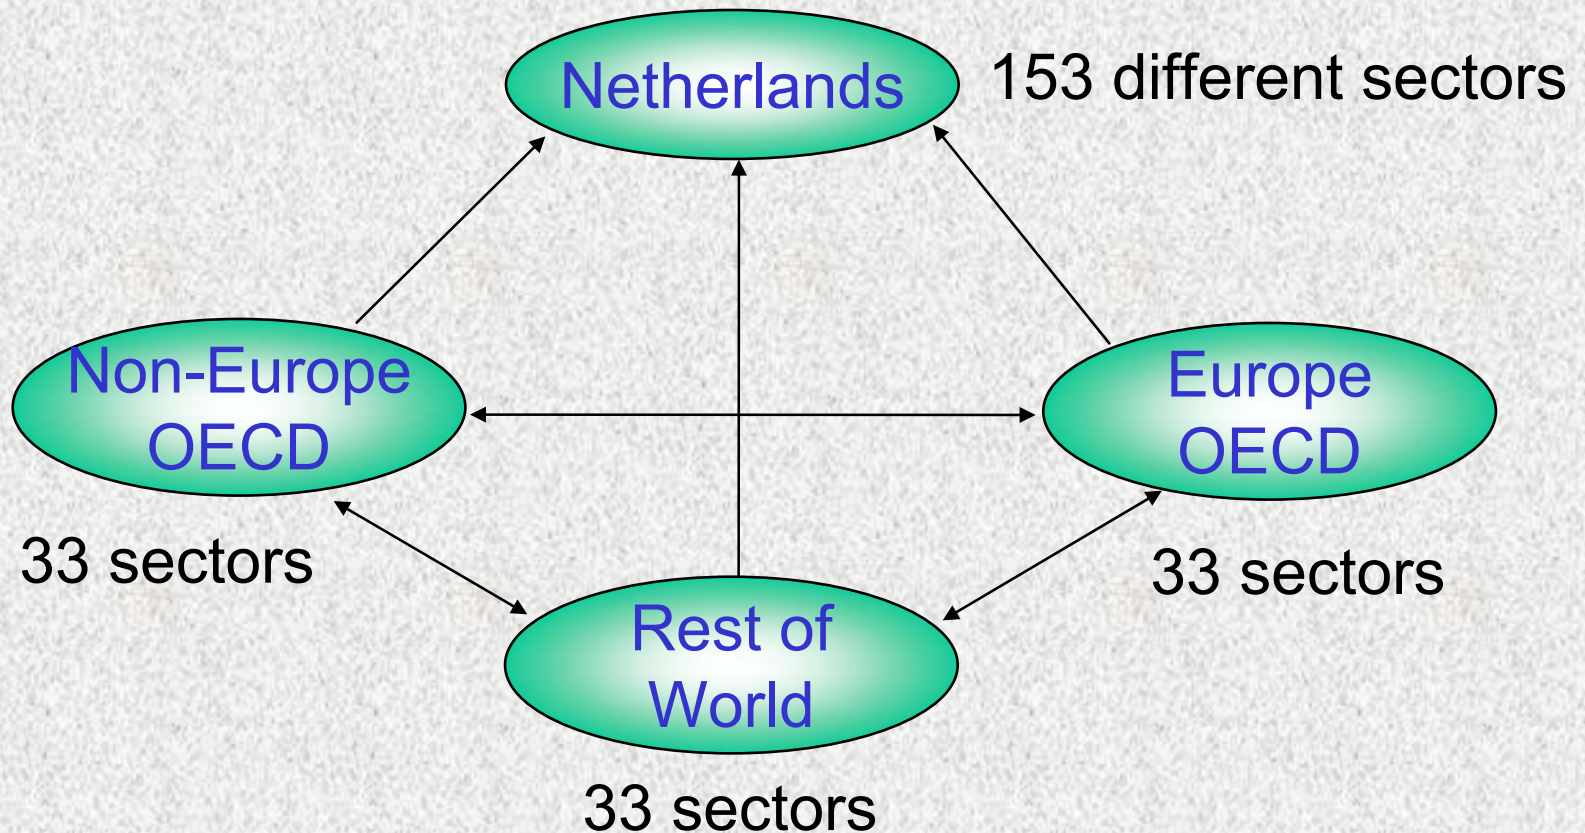 Netherlands
153 different sectors
Non-Europe
OECD
Europe
OECD
33 sectors
33 sectors
Rest of
World
33 sectors